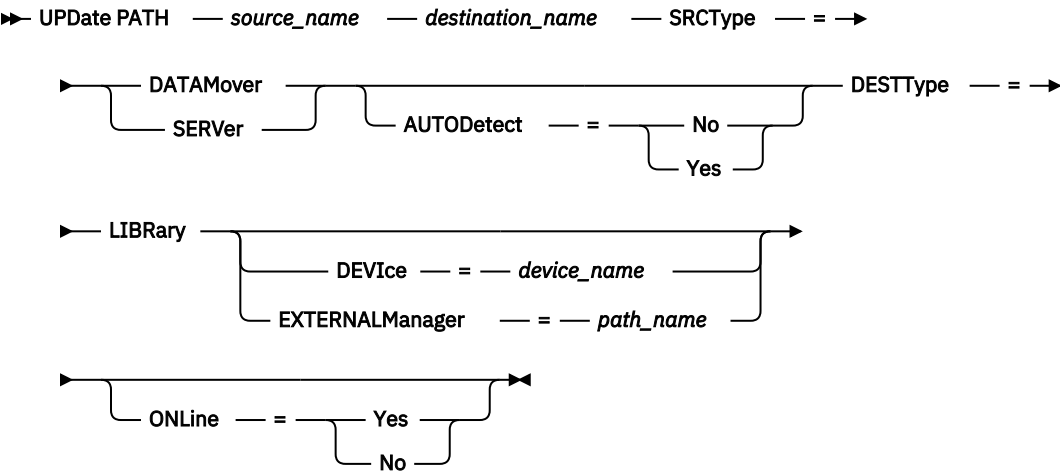 UPDate PATH source_name destination_name SRCType =
DATAMover DESTType =
SERVer AUTODetect = No
Yes
LIBRary
DEVIce = device_name
EXTERNALManager = path_name
ONLine = Yes
No